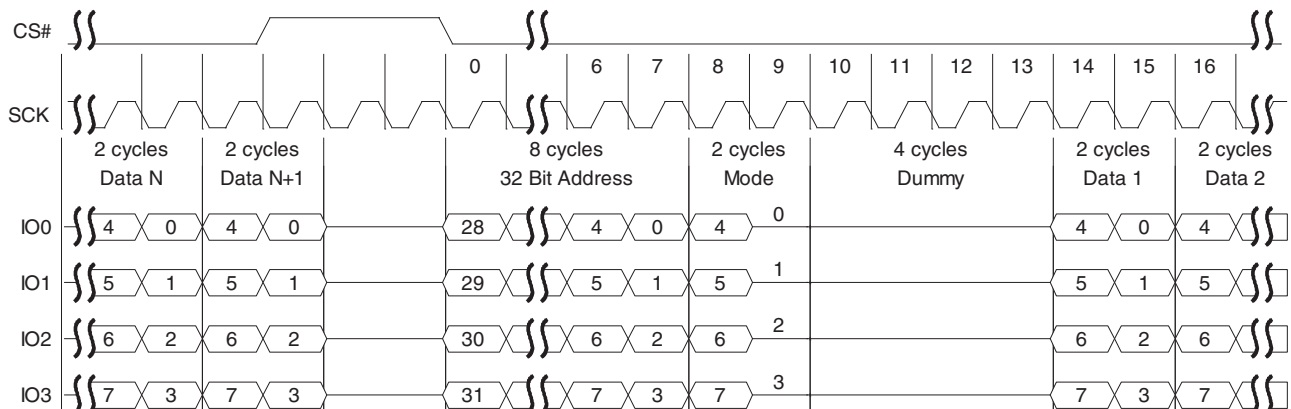 CS#
0 6 7 8 9 10 11 12 13 14 15 16
SCK
2 cycles 2 cycles 8 cycles 2 cycles 4 cycles 2 cycles 2 cycles
Data N Data N+1 32 Bit Address Mode Dummy Data 1 Data 2
IO0 4 0 4 0 28 4 0 4 0 4 0 4
IO1 5 1 5 1 29 5 1 5 1 5 1 5
IO2 6 2 6 2 30 6 2 6 2 6 2 6
IO3 7 3 7 3 31 7 3 7 3 7 3 7